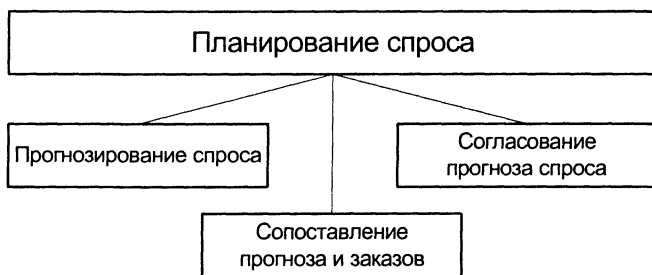 Планирование спроса
Прогнозирование спроса
Согласование
прогноза спроса
Сопоставление
прогноза и заказов